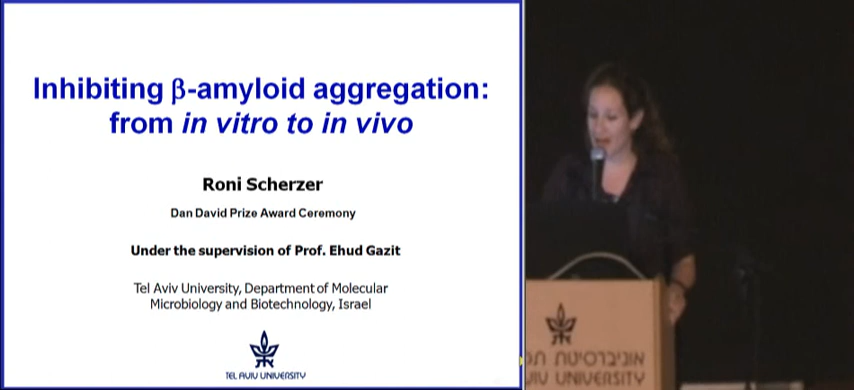 Inhibiting β-amyloid aggregation:
from in vitro to in vivo
Roni Scherzer
Dan David Prize Award Ceremony
Under the supervision of Prof. Ehud Gazit
Tel Aviv University, Department of Molecular
Microbiology and Biotechnology, Israel
TEL AVIV UNIVERSITY
אוניברסיטת
UNIVERSITY